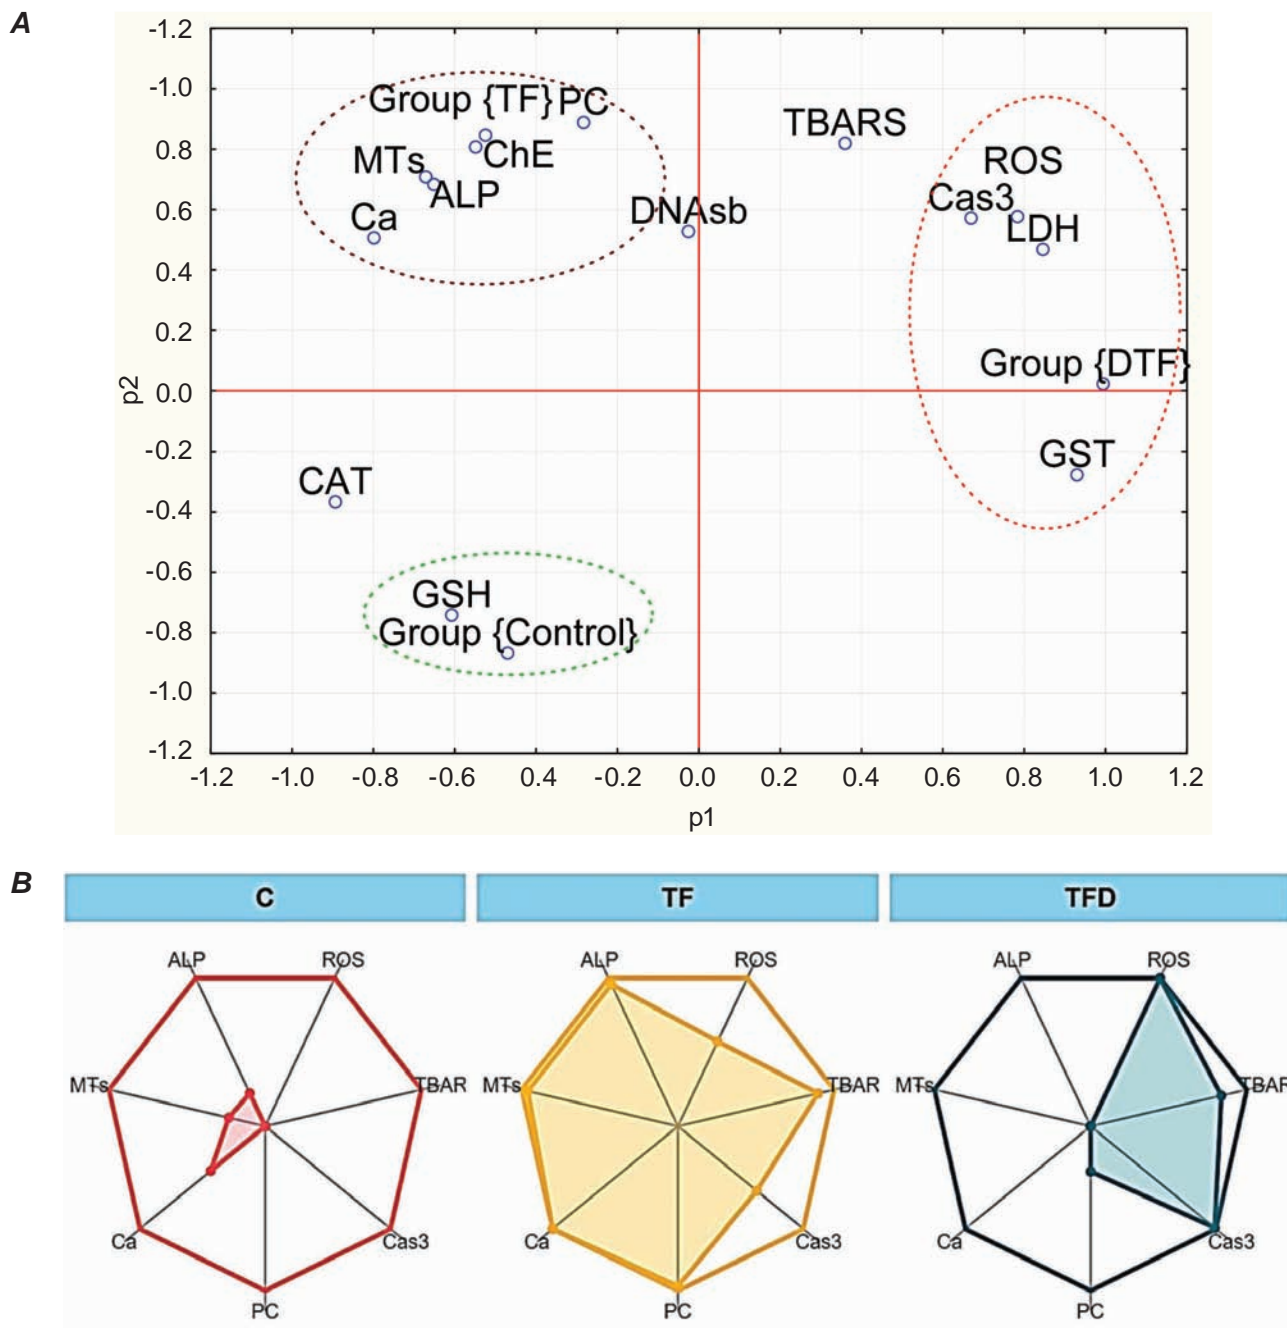 A
-1.2
-1.0
0.8
0.6
0.4
0.2
0.0
-0.2
-0.4
-0.6
-0.8
-1.0
-1.2
p2
Group {TF} PC
TBARS
MTs ChE
ROS
ALP
Cas3
Ca
DNAsb
LDH
Group {DTF}
GST
CAT
GSH
Group {Control}
-1.2 -1.0 -0.8 -0.6 0.4 -0.2 0.0 0.2 0.4 0.6 0.8 1.0 1.2
p1
B
C TF TFD
ALP ROS ALP ROS ALP ROS
MTs TBAR MTs TBAR MTs TBAR
Ca Cas3 Ca Cas3 Ca Cas3
PC PC PC